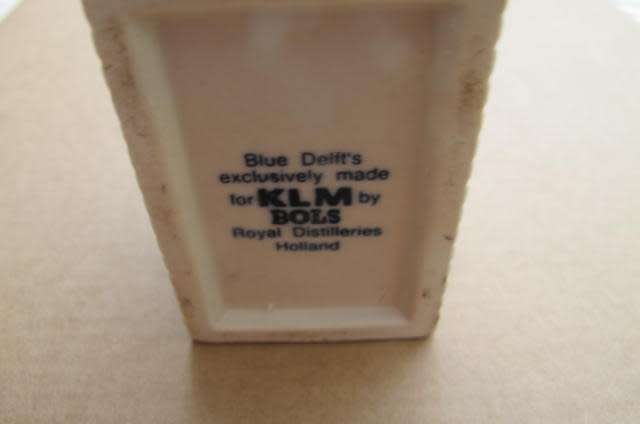 Blue Delft's
exclusively made
for KLM by
BOLS
Royal Distilleries
Holland